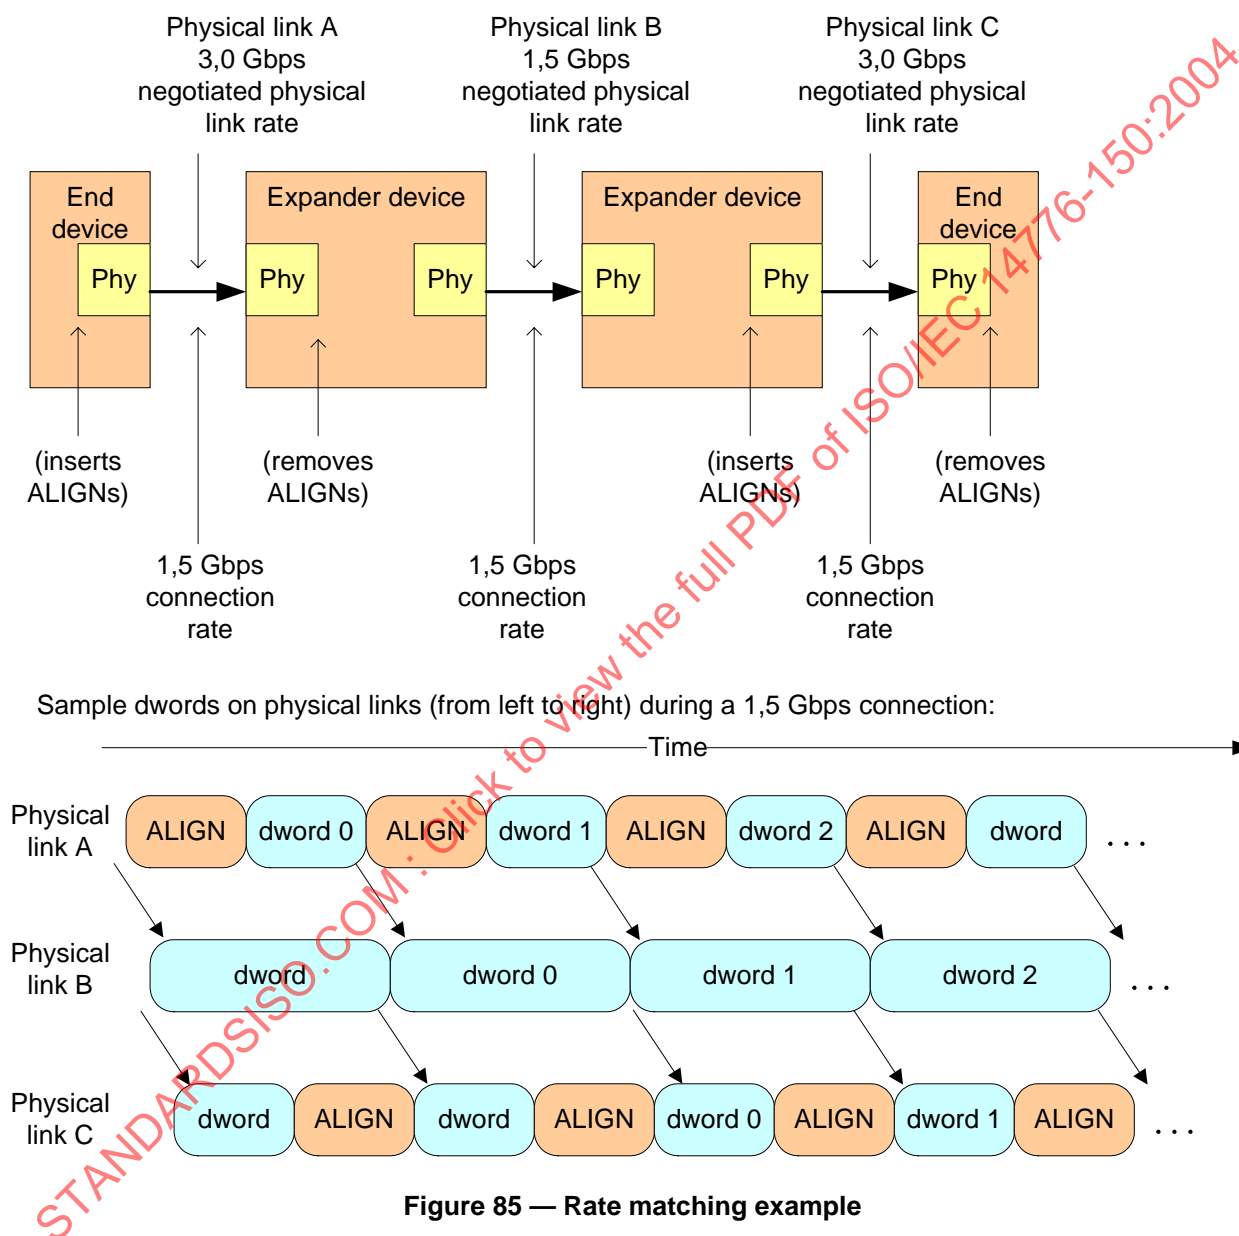 Physical link A
3,0 Gbps
negotiated physical
link rate
Physical link B
1,5 Gbps
negotiated physical
link rate
Physical link C
3,0 Gbps
negotiated physical
link rate
End
device
Expander device
Expander device
End
device
Phy
Phy
Phy
Phy
Phy
Phy
(inserts
ALIGNs)
(removes
ALIGNs)
(inserts
ALIGNs)
(removes
ALIGNs)
1,5 Gbps
connection
rate
1,5 Gbps
connection
rate
1,5 Gbps
connection
rate
Sample dwords on physical links (from left to right) during a 1,5 Gbps connection:
Time
Physical
link A
ALIGN
dword 0
ALIGN
dword 1
ALIGN
dword 2
ALIGN
dword
. . .
Physical
link B
dword
dword 0
dword 1
dword 2
. . .
Physical
link C
dword
ALIGN
dword
ALIGN
dword 0
ALIGN
dword 1
ALIGN
. . .
Figure 85 — Rate matching example
STANDARDSISO.COM : Click to view the full PDF of ISO/IEC 14776-150:2004